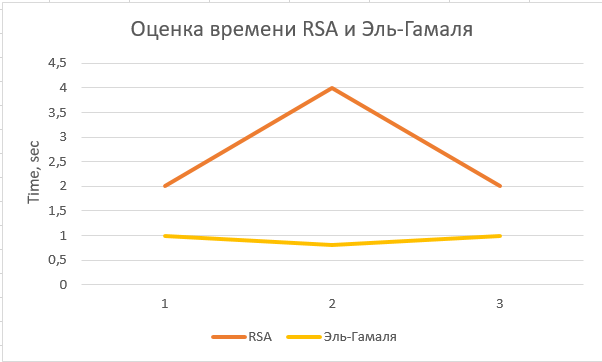 Оценка времени RSA и Эль-Гамаля
Time, sec
4,5
4
3,5
3
2,5
2
1,5
1
0,5
0
1 2 3
RSA Эль-Гамаля